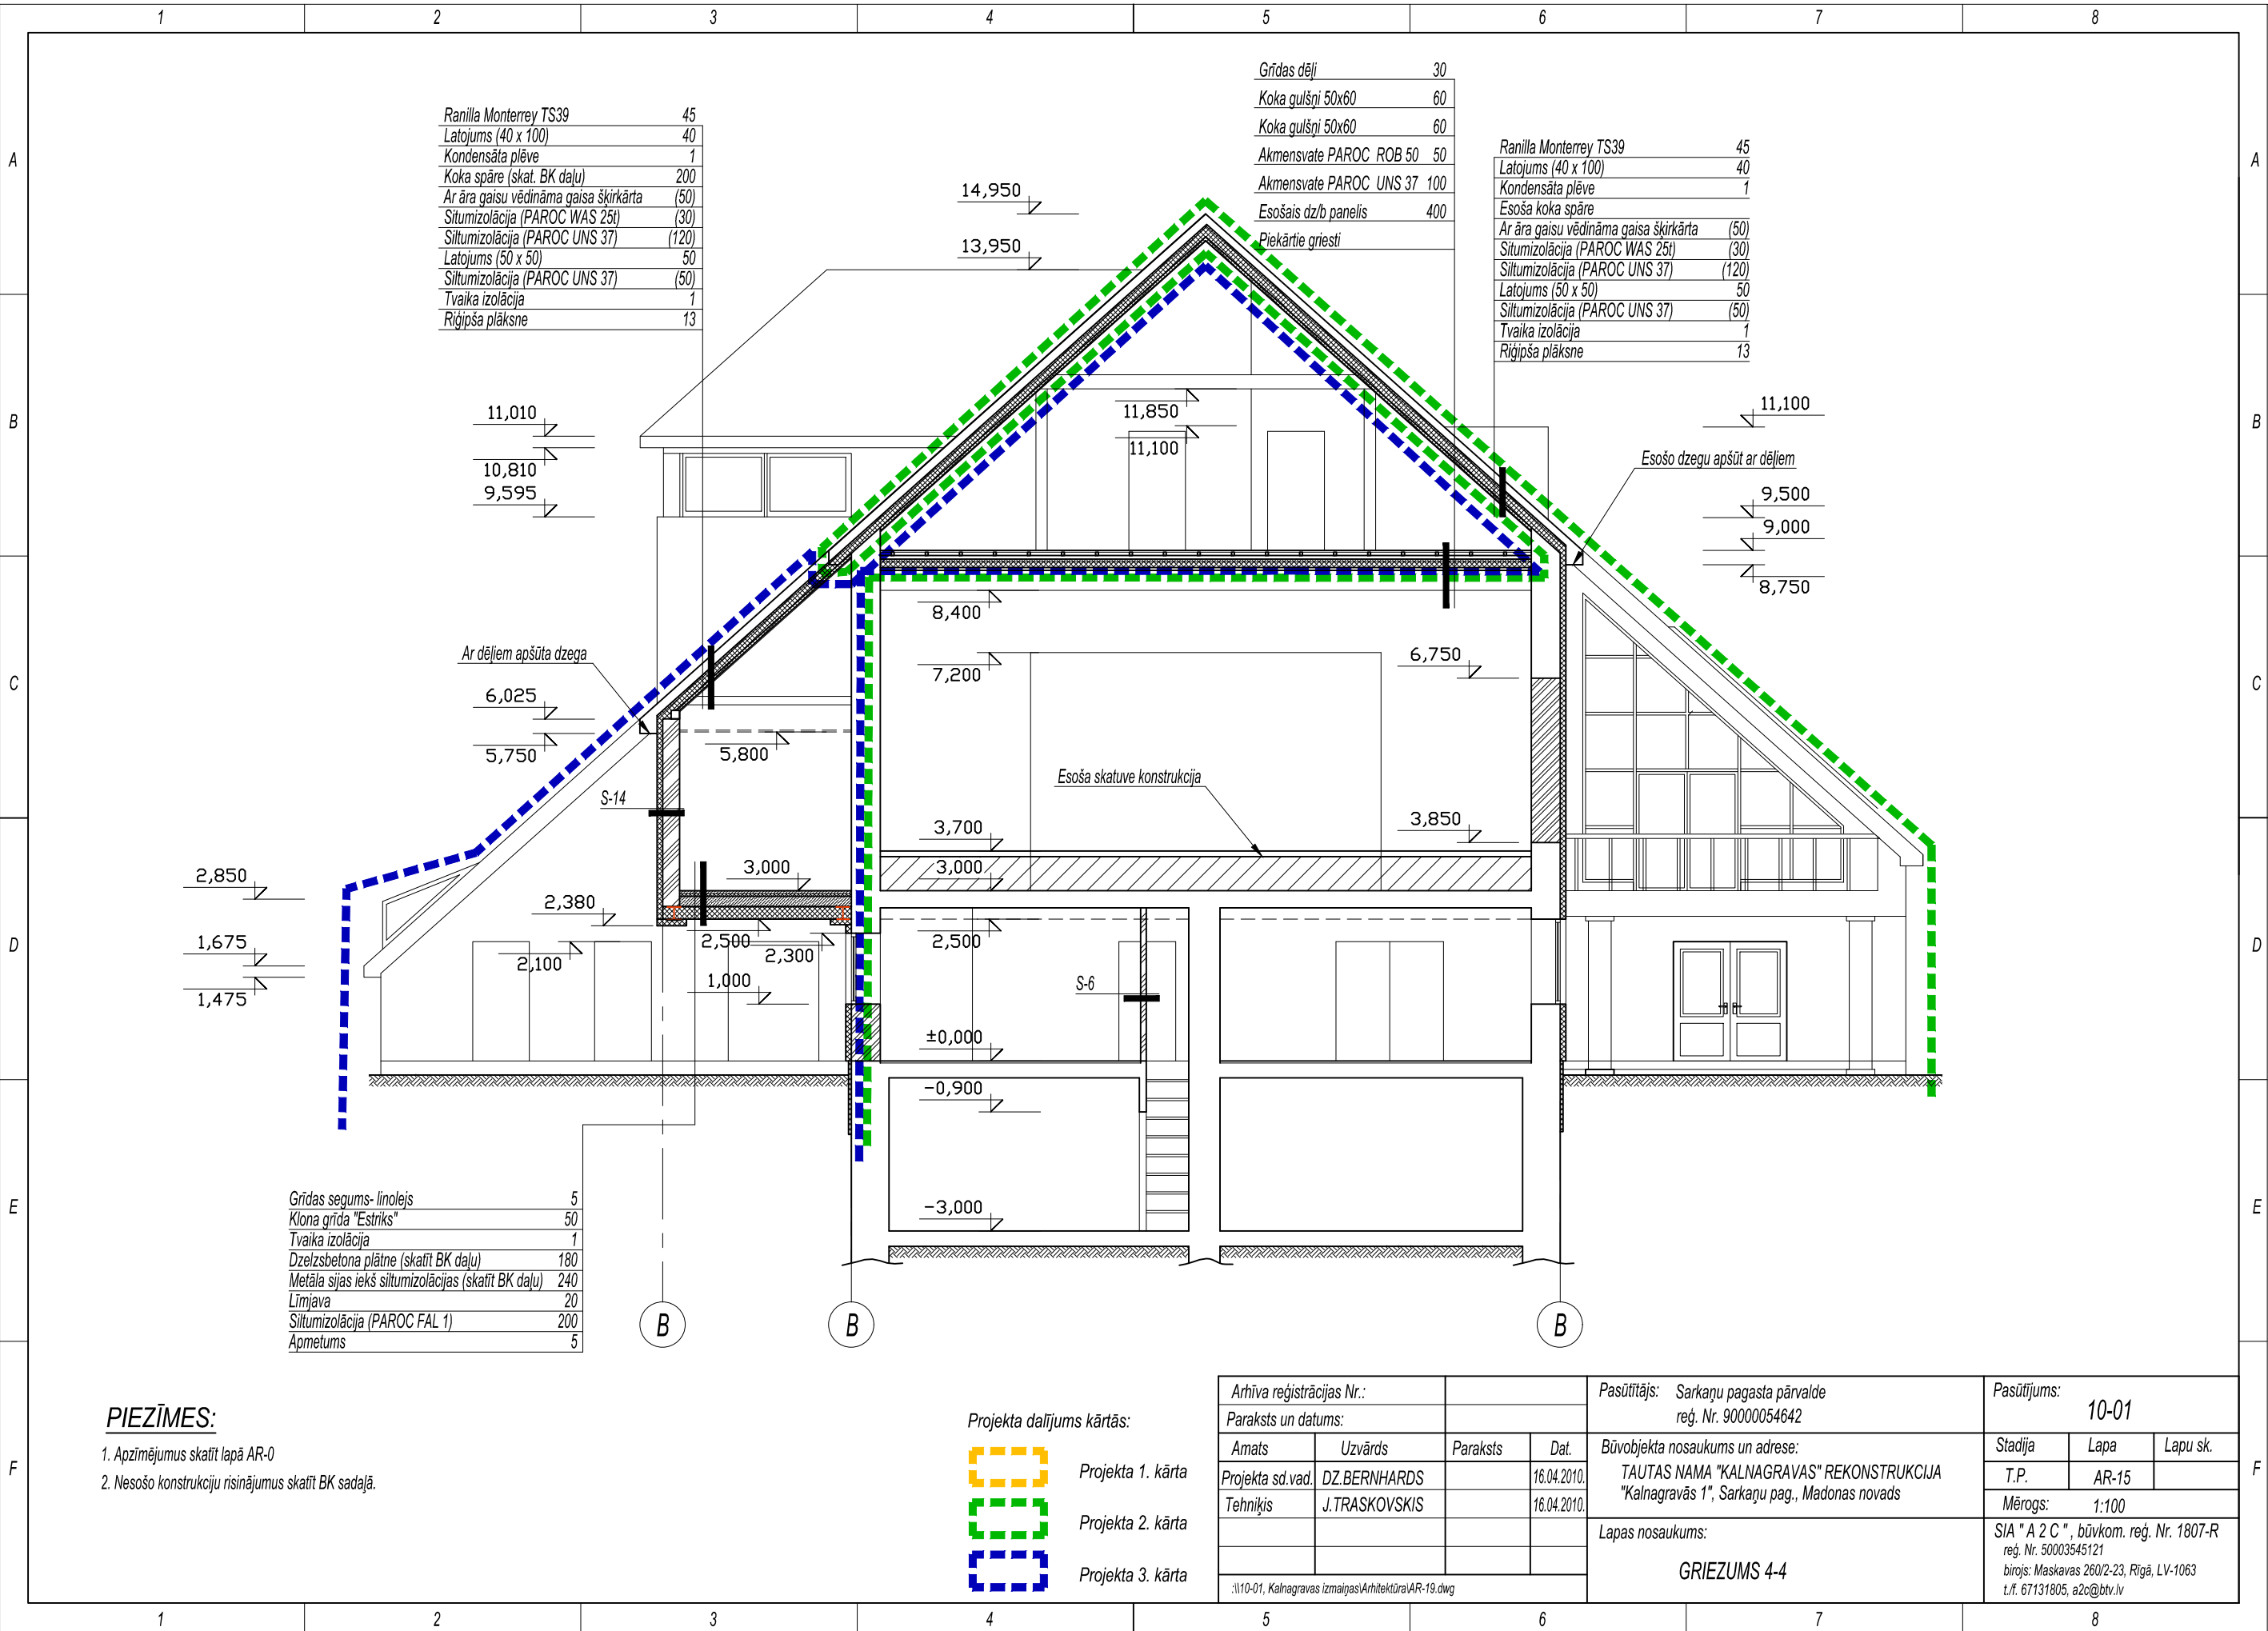 1 2 3 4 5 6 7 8
A
B
C
D
E
F
A
B
C
D
E
F
Ranilla Monterrey TS39 45
Latojums (40 x 100) 40
Kondensāta plēve 1
Koka spāre (skat. BK daļu) 200
Ar āra gaisu vēdināma gaisa šķirkārta (50)
Situmizolācija (PAROC WAS 25t) (30)
Siltumizolācija (PAROC UNS 37) (120)
Latojums (50 x 50) 50
Siltumizolācija (PAROC UNS 37) (50)
Tvaika izolācija 1
Riģipša plāksne 13
Grīdas dēļi 30
Koka gulšņi 50x60 60
Koka gulšņi 50x60 60
Akmensvate PAROC ROB 50 50
Akmensvate PAROC UNS 37 100
Esošais dz/b panelis 400
Piekārtie griesti
Ranilla Monterrey TS39 45
Latojums (40 x 100) 40
Kondensāta plēve 1
Esoša koka spāre
Ar āra gaisu vēdināma gaisa šķirkārta (50)
Situmizolācija (PAROC WAS 25t) (30)
Siltumizolācija (PAROC UNS 37) (120)
Latojums (50 x 50) 50
Siltumizolācija (PAROC UNS 37) (50)
Tvaika izolācija 1
Riģipša plāksne 13
14,950
13,950
11,010
10,810
9,595
11,850
11,100
11,100
Esošo dzegu apšūt ar dēļiem
9,500
9,000
8,750
8,400
7,200
6,750
Ar dēļiem apšūta dzega
6,025
5,750
5,800
Esoša skatuve konstrukcija
S-14
3,700
3,850
3,000
3,000
2,850
2,380
1,675
1,475
2,100
2,500
2,300
2,500
1,000
S-6
±0,000
-0,900
-3,000
Grīdas segums- linolejs 5
Klona grīda "Estriks" 50
Tvaika izolācija 1
Dzelzsbetona plātne (skatīt BK daļu) 180
Metāla sijas iekš siltumizolācijas (skatīt BK daļu) 240
Līmjava 20
Siltumizolācija (PAROC FAL 1) 200
Apmetums 5
B B B
PIEZĪMES:
1. Apzīmējumus skatīt lapā AR-0
2. Nesošo konstrukciju risinājumus skatīt BK sadaļā.
Projekta dalījums kārtās:
Projekta 1. kārta
Projekta 2. kārta
Projekta 3. kārta
Arhīva reģistrācijas Nr.:
Paraksts un datums:
Amats Uzvārds Paraksts Dat.
Projekta sd.vad. DZ.BERNHARDS 16.04.2010.
Tehniķis J.TRASKOVSKIS 16.04.2010.
:\\10-01, Kalnagravas izmaiņas\Arhitektūra\AR-19.dwg
Pasūtītājs: Sarkaņu pagasta pārvalde
reģ. Nr. 90000054642
Būvobjekta nosaukums un adrese:
TAUTAS NAMA "KALNAGRAVAS" REKONSTRUKCIJA
"Kalnagravās 1", Sarkaņu pag., Madonas novads
Lapas nosaukums:
GRIEZUMS 4-4
Pasūtījums:
10-01
Stadija Lapa Lapu sk.
T.P. AR-15
Mērogs: 1:100
SIA " A 2 C " , būvkom. reģ. Nr. 1807-R
reģ. Nr. 50003545121
birojs: Maskavas 260/2-23, Rīgā, LV-1063
t./f. 67131805, a2c@btv.lv
1 2 3 4 5 6 7 8